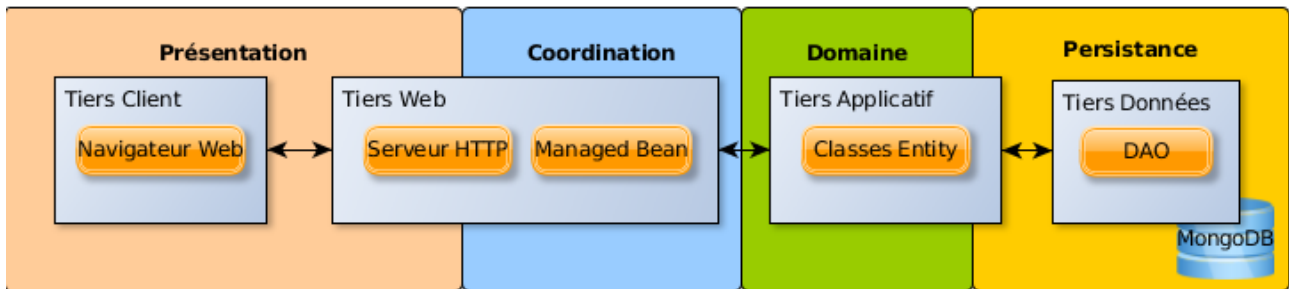 Présentation
Coordination
Domaine
Persistance
Tiers Client
Tiers Web
Tiers Applicatif
Tiers Données
Navigateur Web
Serveur HTTP
Managed Bean
Classes Entity
DAO
MongoDB